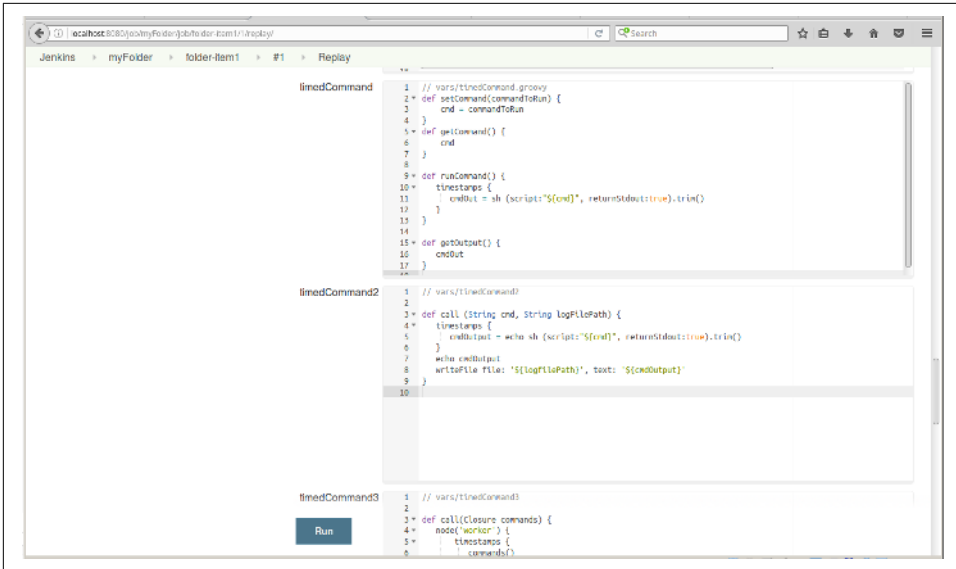 localhost:8080/job/myFolder/job/folder-item1/1/replay/
Search
Jenkins myFolder folder-item1 #1 Replay
timedCommand
1 // vars/timedCommand.groovy
2 def setCommand(commandToRun) {
3 cmd = commandToRun
4 }
5 def getCommand() {
6 cmd
7 }
8
9 def runCommand() {
10 timestamps {
11 cmdOut = sh (script:"${cmd}", returnStdout:true).trim()
12 }
13 }
14
15 def getOutput() {
16 cmdOut
17 }
timedCommand2
1 // vars/timedCommand2
2
3 def call (String cmd, String logFilePath) {
4 timestamps {
5 cmdOutput = echo sh (script:"${cmd}", returnStdout:true).trim()
6 }
7 echo cmdOutput
8 writeFile file: "${logfilePath}", text: "${cmdOutput}"
9 }
10
timedCommand3
1 // vars/timedCommand3
2
3 def call(Closure commands) {
4 node('worker') {
5 timestamps {
6 commands()
Run